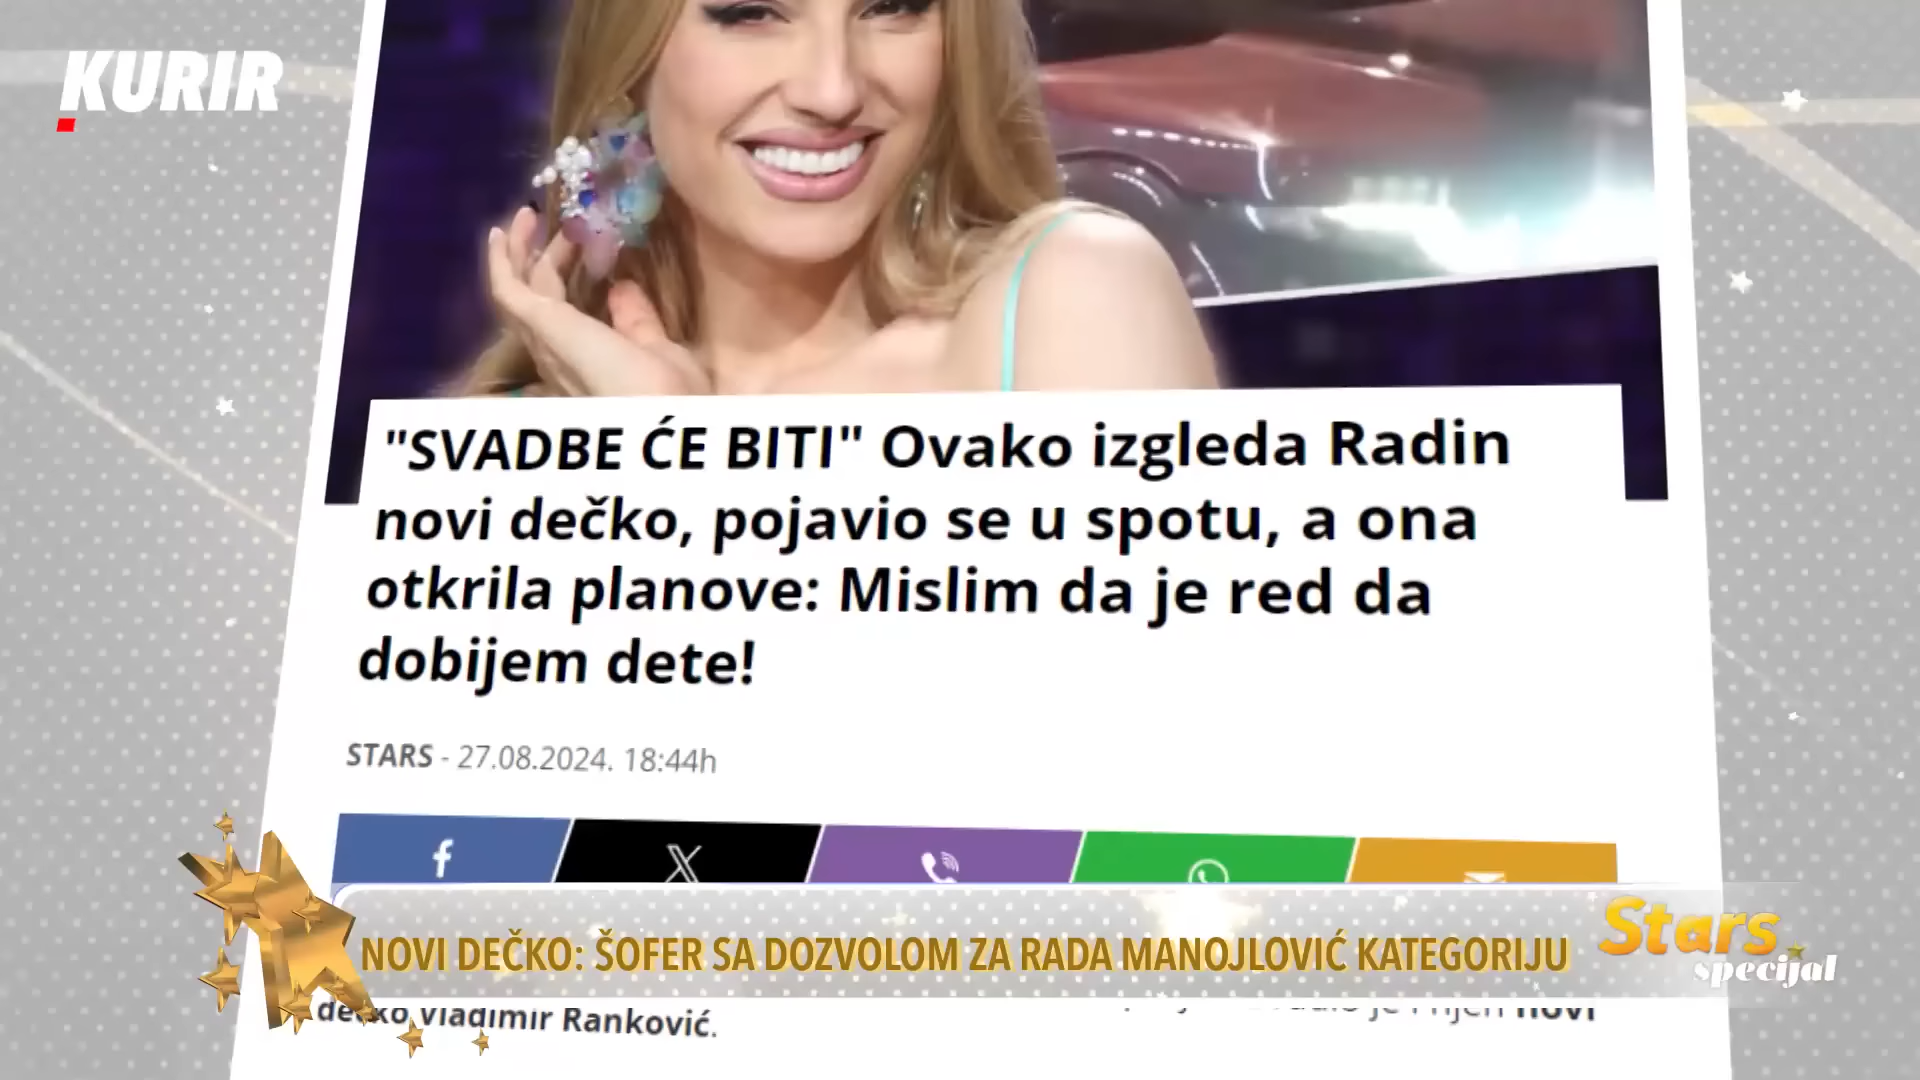 KURIR
"SVADBE ĆE BITI" Ovako izgleda Radin
novi dečko, pojavio se u spotu, a ona
otkrila planove: Mislim da je red da
dobijem dete!
STARS - 27.08.2024. 18:44h
NOVI DEČKO: ŠOFER SA DOZVOLOM ZA RADA MANOJLOVIĆ KATEGORIJU
Stars
specijal
novi
dečko Vladimir Ranković.